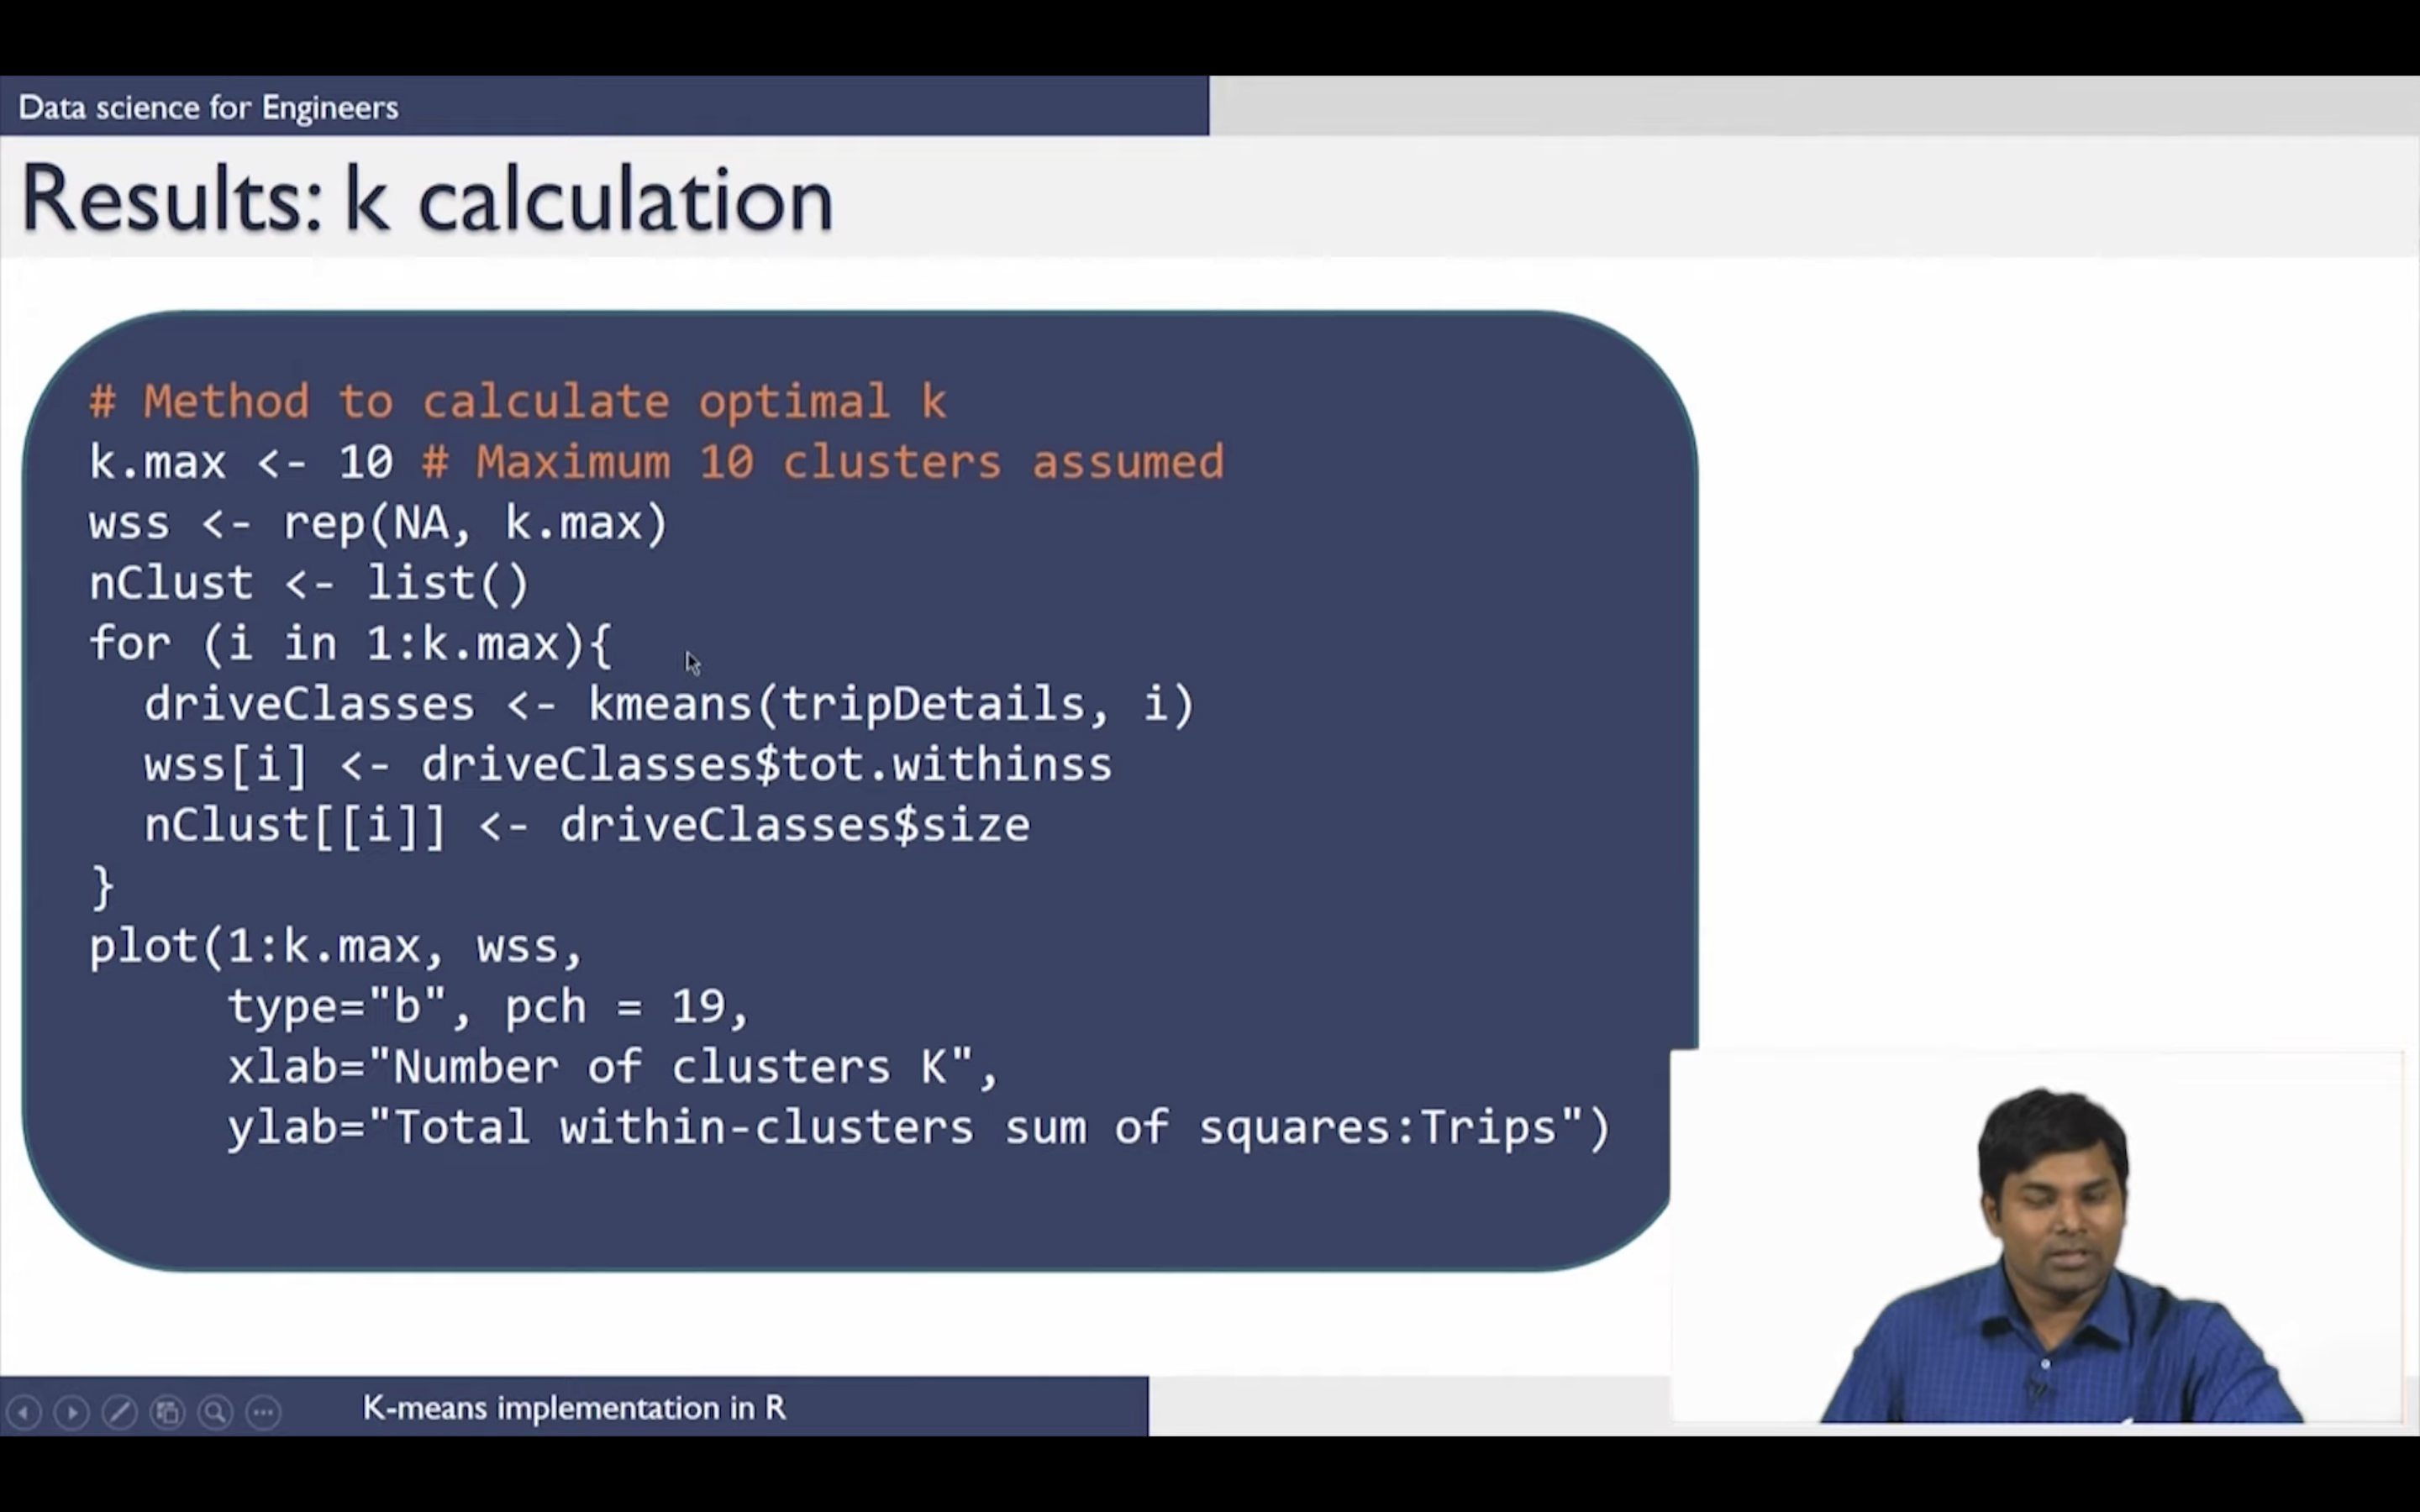 Data science for Engineers
Results: k calculation
# Method to calculate optimal k
k.max <- 10 # Maximum 10 clusters assumed
wss <- rep(NA, k.max)
nClust <- list()
for (i in 1:k.max){
  driveClasses <- kmeans(tripDetails, i)
  wss[i] <- driveClasses$tot.withinss
  nClust[[i]] <- driveClasses$size
}
plot(1:k.max, wss,
     type="b", pch = 19,
     xlab="Number of clusters K",
     ylab="Total within-clusters sum of squares:Trips")
K-means implementation in R